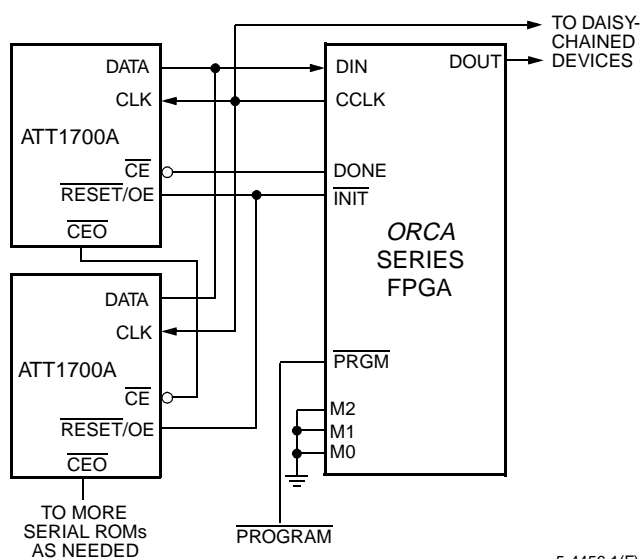 TO DAISY-
CHAINED
DEVICES
DATA
CLK
ATT1700A
CE
RESET/OE
CEO
DIN
DOUT
CCLK
DONE
INIT
ORCA
SERIES
FPGA
PRGM
M2
M1
M0
DATA
CLK
ATT1700A
CE
RESET/OE
CEO
TO MORE
SERIAL ROMs
AS NEEDED
PROGRAM